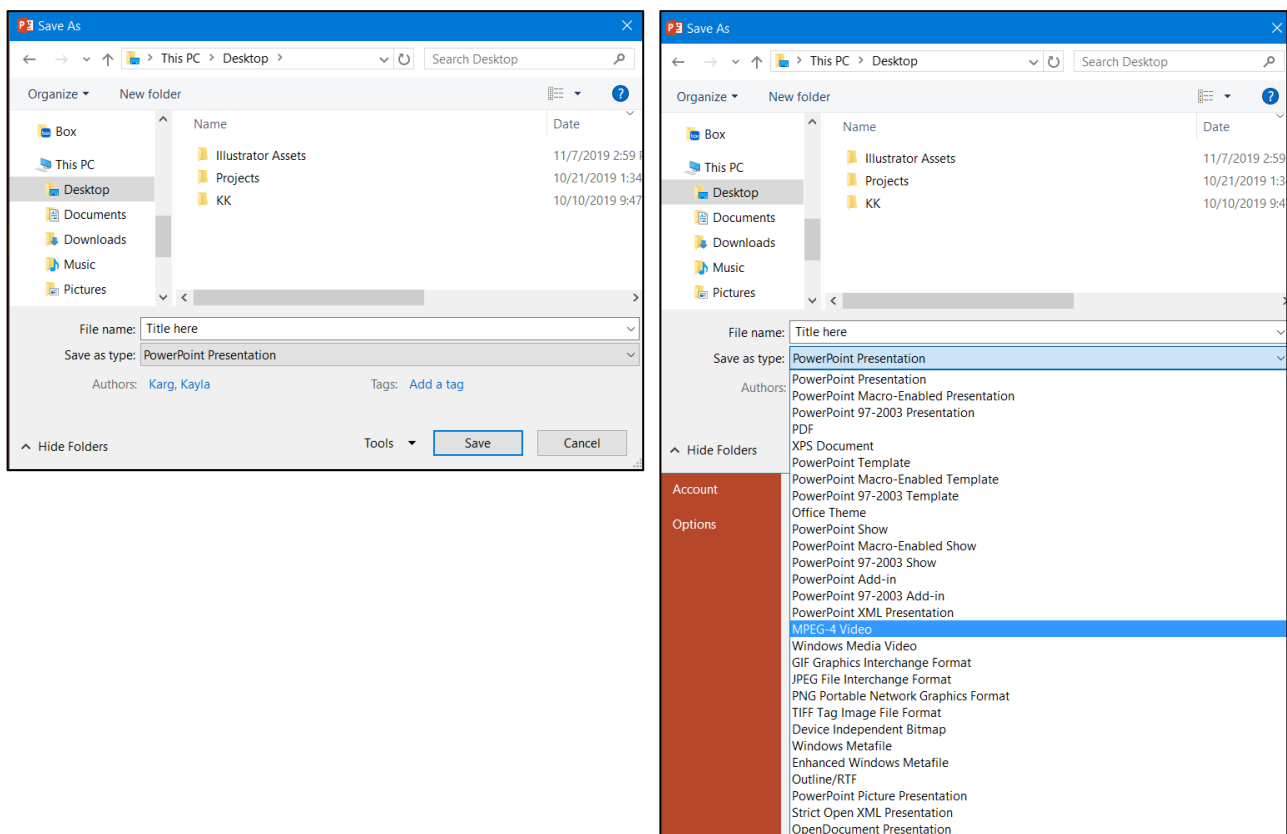 Save As
This PC > Desktop >
Search Desktop
Organize
New folder
?
Name
Date
Box
This PC
Desktop
Documents
Downloads
Music
Pictures
Illustrator Assets 11/7/2019 2:59
Projects 10/21/2019 1:34
KK 10/10/2019 9:47
File name: Title here
Save as type: PowerPoint Presentation
Authors: Karg, Kayla Tags: Add a tag
Hide Folders
Tools
Save
Cancel
Save As
This PC > Desktop
Search Desktop
Organize
New folder
?
Name
Date
Box
This PC
Desktop
Documents
Downloads
Music
Pictures
Illustrator Assets 11/7/2019 2:59
Projects 10/21/2019 1:3
KK 10/10/2019 9:4
File name: Title here
Save as type: PowerPoint Presentation
Authors:
Hide Folders
Account
Options
PowerPoint Presentation
PowerPoint Macro-Enabled Presentation
PowerPoint 97-2003 Presentation
PDF
XPS Document
PowerPoint Template
PowerPoint Macro-Enabled Template
PowerPoint 97-2003 Template
Office Theme
PowerPoint Show
PowerPoint Macro-Enabled Show
PowerPoint 97-2003 Show
PowerPoint Add-in
PowerPoint 97-2003 Add-in
PowerPoint XML Presentation
MPEG-4 Video
Windows Media Video
GIF Graphics Interchange Format
JPEG File Interchange Format
PNG Portable Network Graphics Format
TIFF Tag Image File Format
Device Independent Bitmap
Windows Metafile
Enhanced Windows Metafile
Outline/RTF
PowerPoint Picture Presentation
Strict Open XML Presentation
OpenDocument Presentation